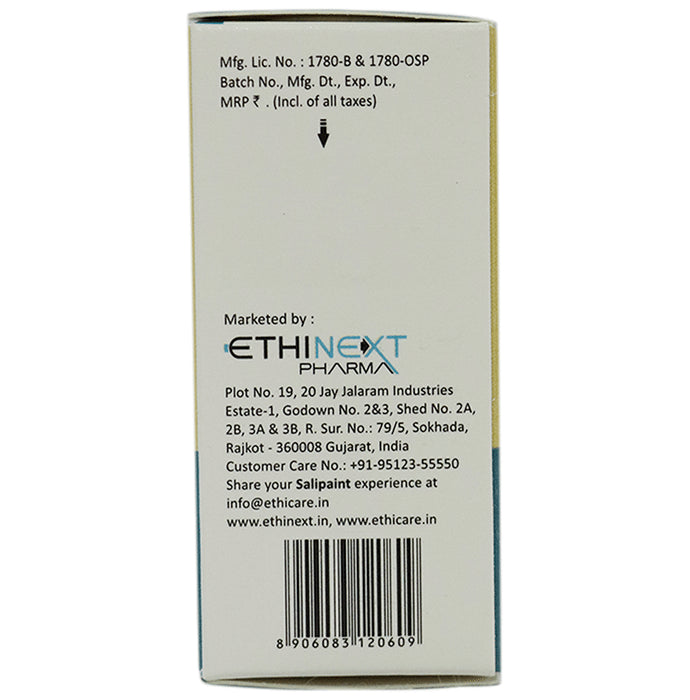 Mfg. Lic. No. : 1780-B & 1780-OSP
Batch No., Mfg. Dt., Exp. Dt.,
MRP ₹ . (Incl. of all taxes)
Marketed by :
ETHINEXT
PHARMA
Plot No. 19, 20 Jay Jalaram Industries
Estate-1, Godown No. 2&3, Shed No. 2A,
2B, 3A & 3B, R. Sur. No.: 79/5, Sokhada,
Rajkot - 360008 Gujarat, India
Customer Care No.: +91-95123-55550
Share your Salipaint experience at
info@ethicare.in
www.ethinext.in, www.ethicare.in
8 906083 120609